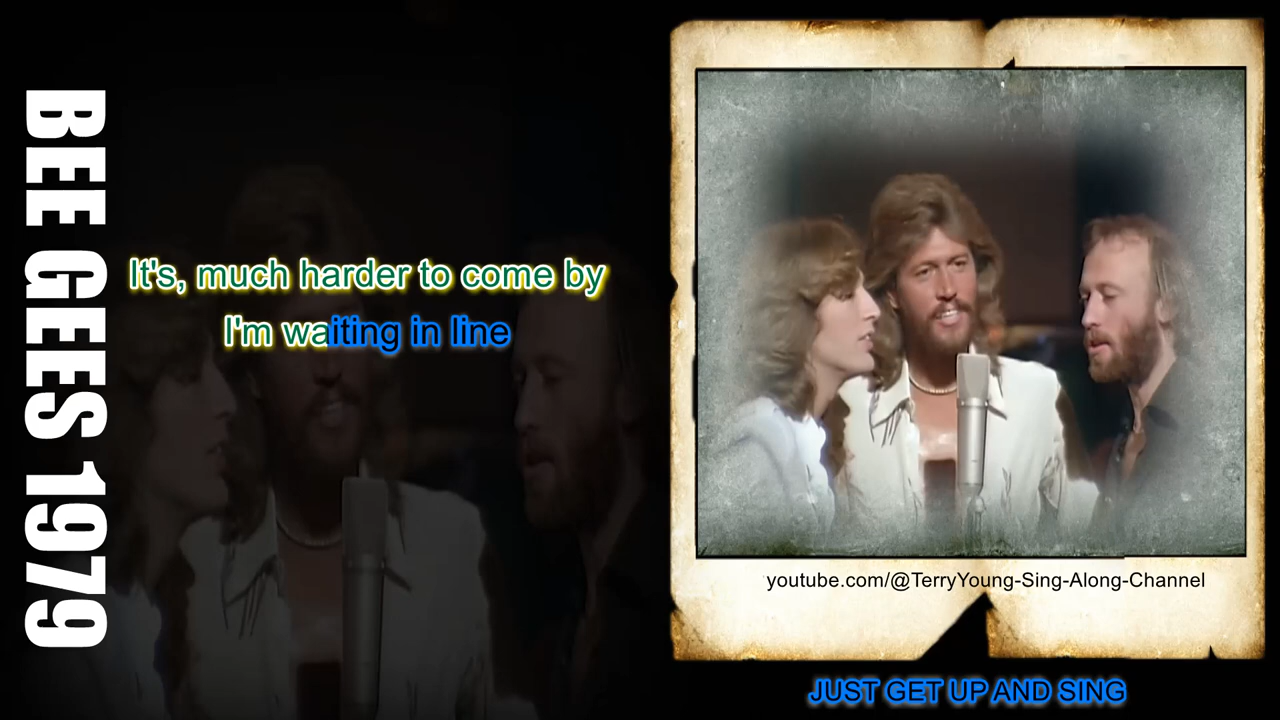 BEE GEES 1979
It's, much harder to come by
I'm waiting in line
youtube.com/@TerryYoung-Sing-Along-Channel
JUST GET UP AND SING